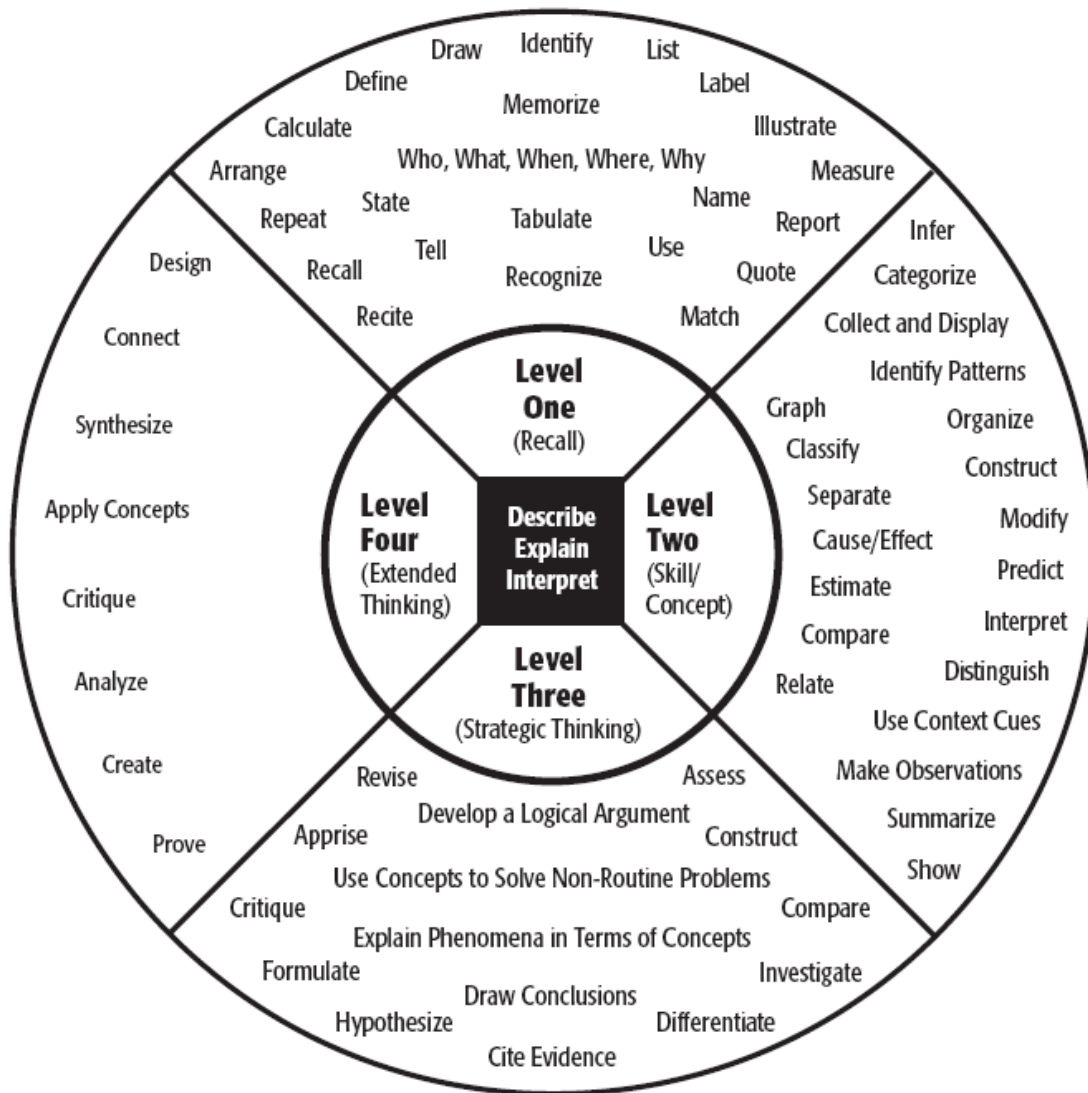 Draw
Identify
List
Define
Label
Memorize
Calculate
Illustrate
Who, What, When, Where, Why
Arrange
Measure
State
Name
Repeat
Tabulate
Report
Tell
Use
Recall
Recognize
Quote
Recite
Match
Infer
Categorize
Collect and Display
Identify Patterns
Graph
Organize
Classify
Construct
Separate
Modify
Cause/Effect
Predict
Estimate
Interpret
Compare
Distinguish
Relate
Use Context Cues
Make Observations
Summarize
Show
Level
One
(Recall)
Level
Two
(Skill/
Concept)
Level
Three
(Strategic Thinking)
Level
Four
(Extended
Thinking)
Describe
Explain
Interpret
Revise
Assess
Develop a Logical Argument
Apprise
Construct
Use Concepts to Solve Non-Routine Problems
Critique
Compare
Explain Phenomena in Terms of Concepts
Formulate
Investigate
Draw Conclusions
Hypothesize
Differentiate
Cite Evidence
Design
Connect
Synthesize
Apply Concepts
Critique
Analyze
Create
Prove